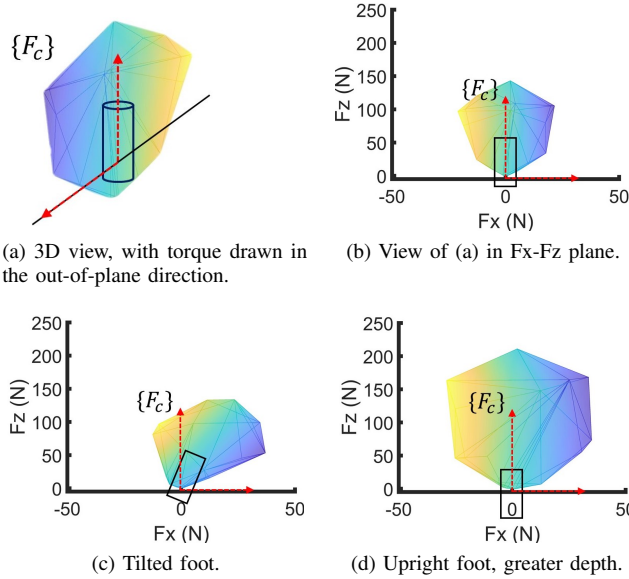 {F_c}
(a) 3D view, with torque drawn in
the out-of-plane direction.
250
200
150
100
50
0
Fz (N)
{F_c}
-50 0 50
Fx (N)
(b) View of (a) in Fx-Fz plane.
250
200
150
100
50
0
Fz (N)
{F_c}
-50 0 50
Fx (N)
(c) Tilted foot.
250
200
150
100
50
0
Fz (N)
{F_c}
-50 0 50
Fx (N)
(d) Upright foot, greater depth.